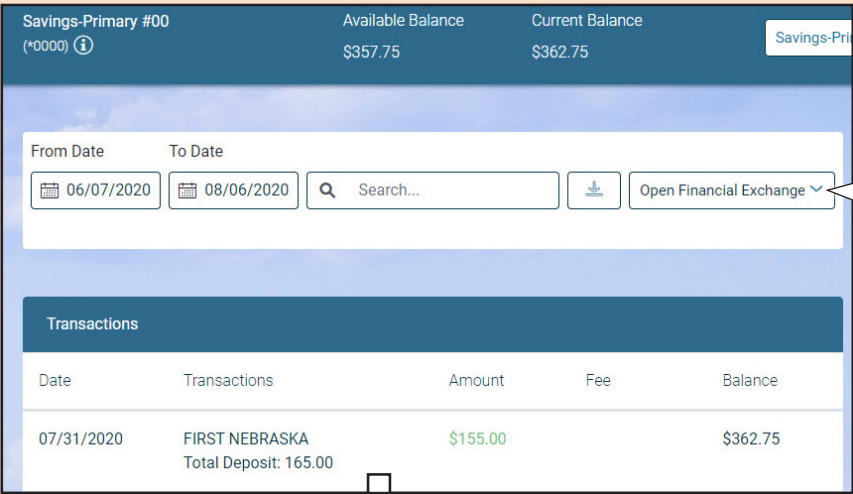 Savings-Primary #00
(*0000)
Available Balance
$357.75
Current Balance
$362.75
Savings-Pri
From Date
To Date
06/07/2020
08/06/2020
Search...
Open Financial Exchange
Transactions
Date Transactions Amount Fee Balance
07/31/2020 FIRST NEBRASKA $155.00 $362.75
Total Deposit: 165.00